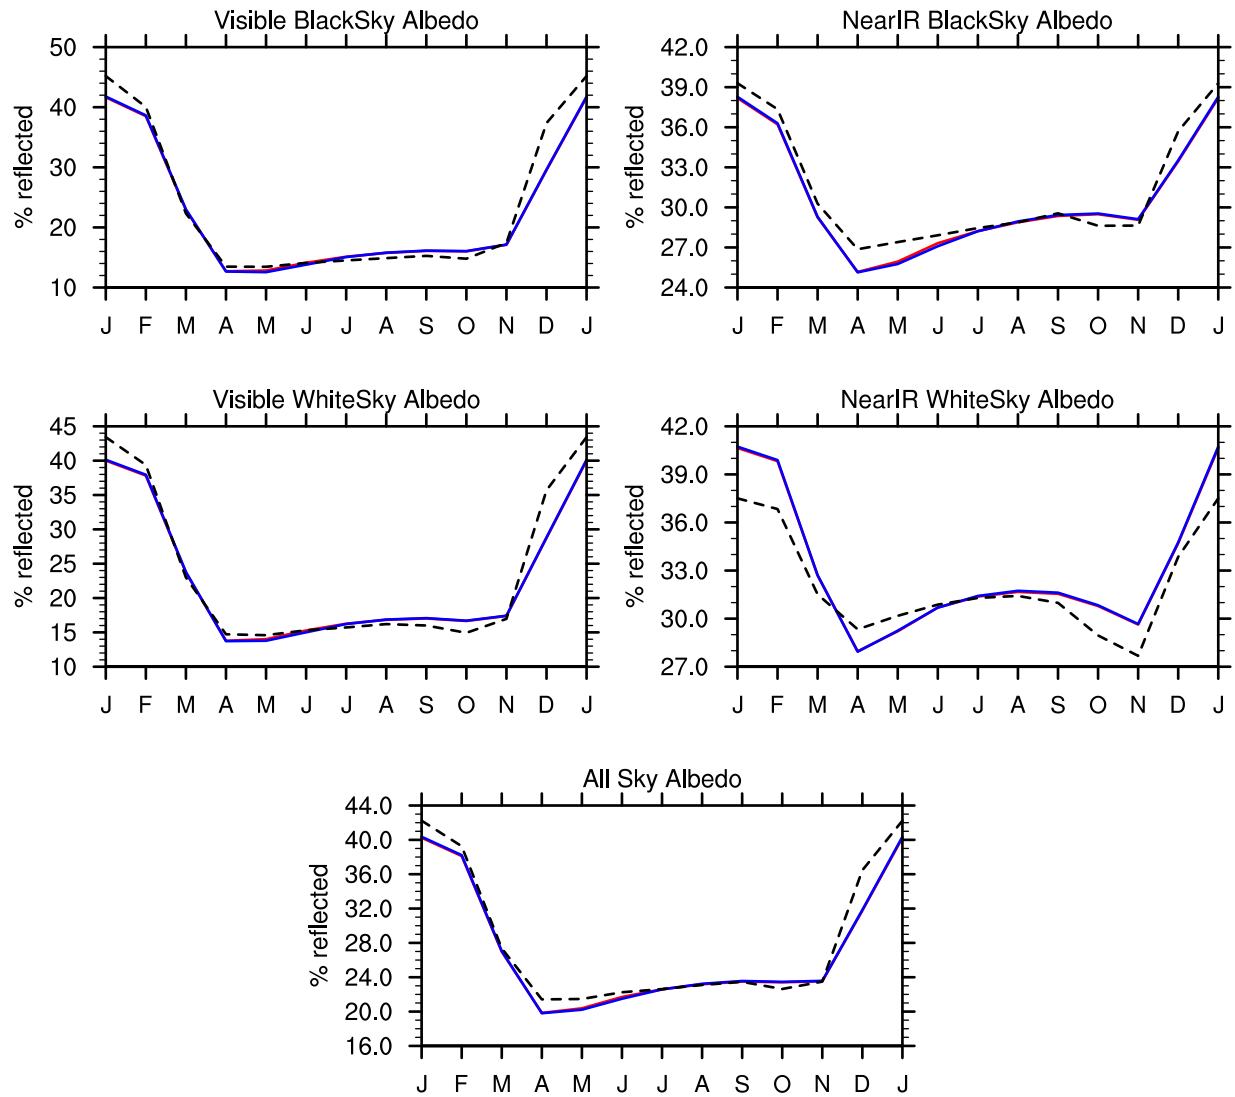 Visible BlackSky Albedo
% reflected
50
40
30
20
10
J F M A M J J A S O N D J
NearIR BlackSky Albedo
% reflected
42.0
39.0
36.0
33.0
30.0
27.0
24.0
J F M A M J J A S O N D J
Visible WhiteSky Albedo
% reflected
45
40
35
30
25
20
15
10
J F M A M J J A S O N D J
NearIR WhiteSky Albedo
% reflected
42.0
39.0
36.0
33.0
30.0
27.0
J F M A M J J A S O N D J
All Sky Albedo
% reflected
44.0
40.0
36.0
32.0
28.0
24.0
20.0
16.0
J F M A M J J A S O N D J